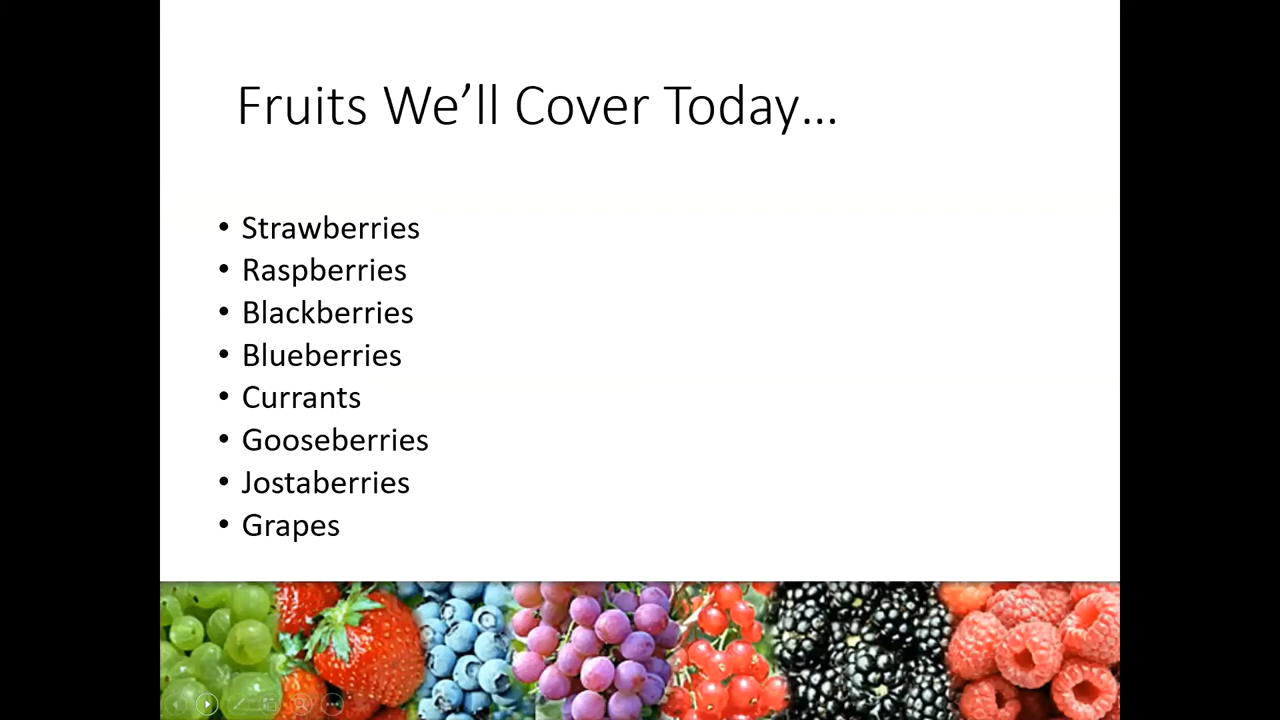 Fruits We’ll Cover Today…
• Strawberries
• Raspberries
• Blackberries
• Blueberries
• Currants
• Gooseberries
• Jostaberries
• Grapes